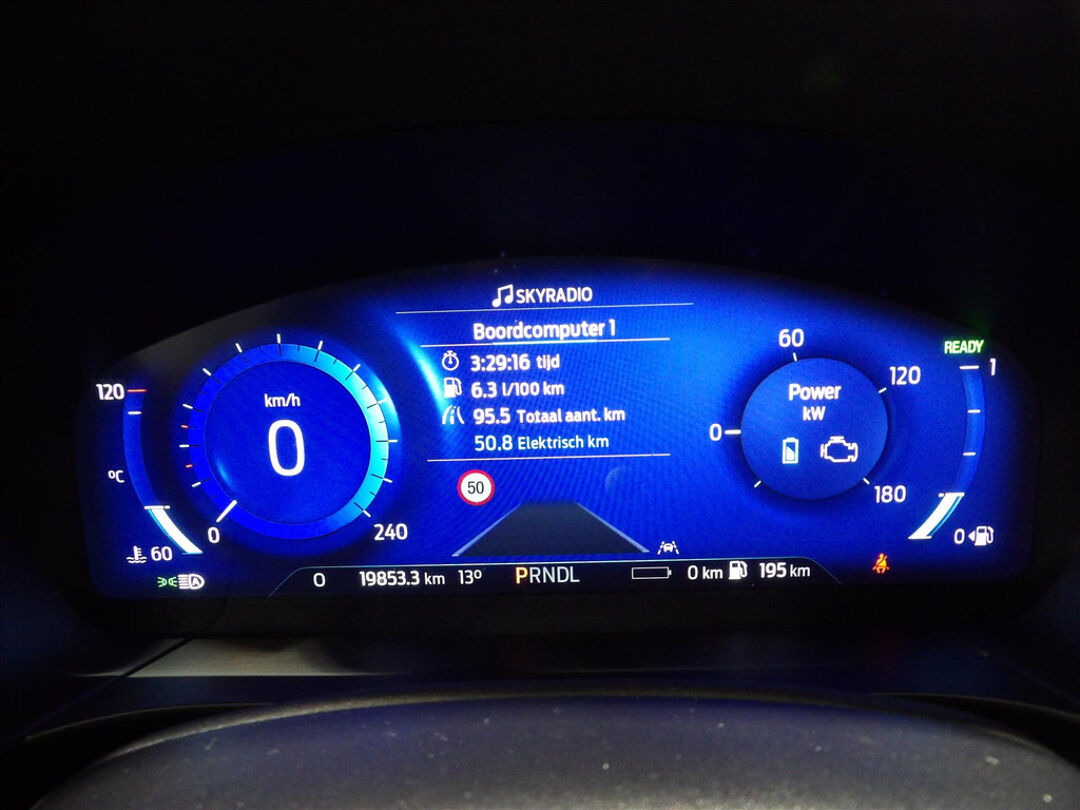 SKYRADIO
Boordcomputer 1
3:29:16 tijd
6.3 l/100 km
95.5 Totaal aant. km
50.8 Elektrisch km
50
120
ºC
60
km/h
0
0
240
60
0
120
180
Power
kW
READY
1
0
A
O 19853.3 km 13º PRNDL 0 km 195 km